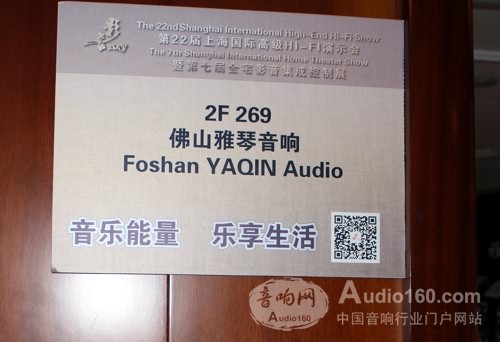 The 22nd Shanghai International High-End Hi-Fi Show
第22届上海国际高级HI-FI演示会
The 7th Shanghai International Home Theater Show
暨第七届全宅影音集成控制展
2F 269
佛山雅琴音响
Foshan YAQIN Audio
音乐能量 乐享生活
音响网
Audio160
Audio160.com
中国音响行业门户网站